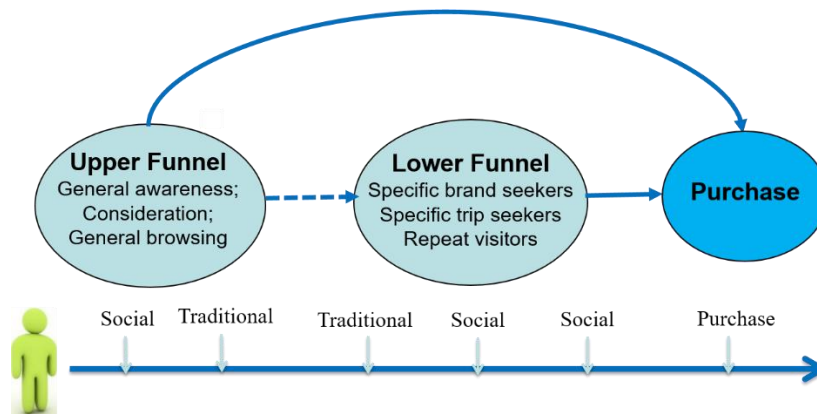 Upper Funnel
General awareness;
Consideration;
General browsing
Lower Funnel
Specific brand seekers
Specific trip seekers
Repeat visitors
Purchase
Social
Traditional
Traditional
Social
Social
Purchase